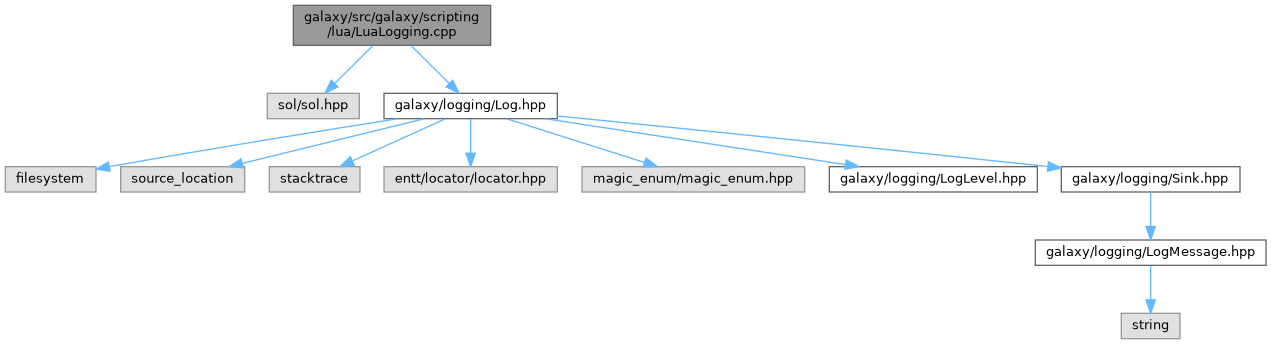 galaxy/src/galaxy/scripting
/lua/LuaLogging.cpp
sol/sol.hpp
galaxy/logging/Log.hpp
filesystem
source_location
stacktrace
entt/locator/locator.hpp
magic_enum/magic_enum.hpp
galaxy/logging/LogLevel.hpp
galaxy/logging/Sink.hpp
galaxy/logging/LogMessage.hpp
string